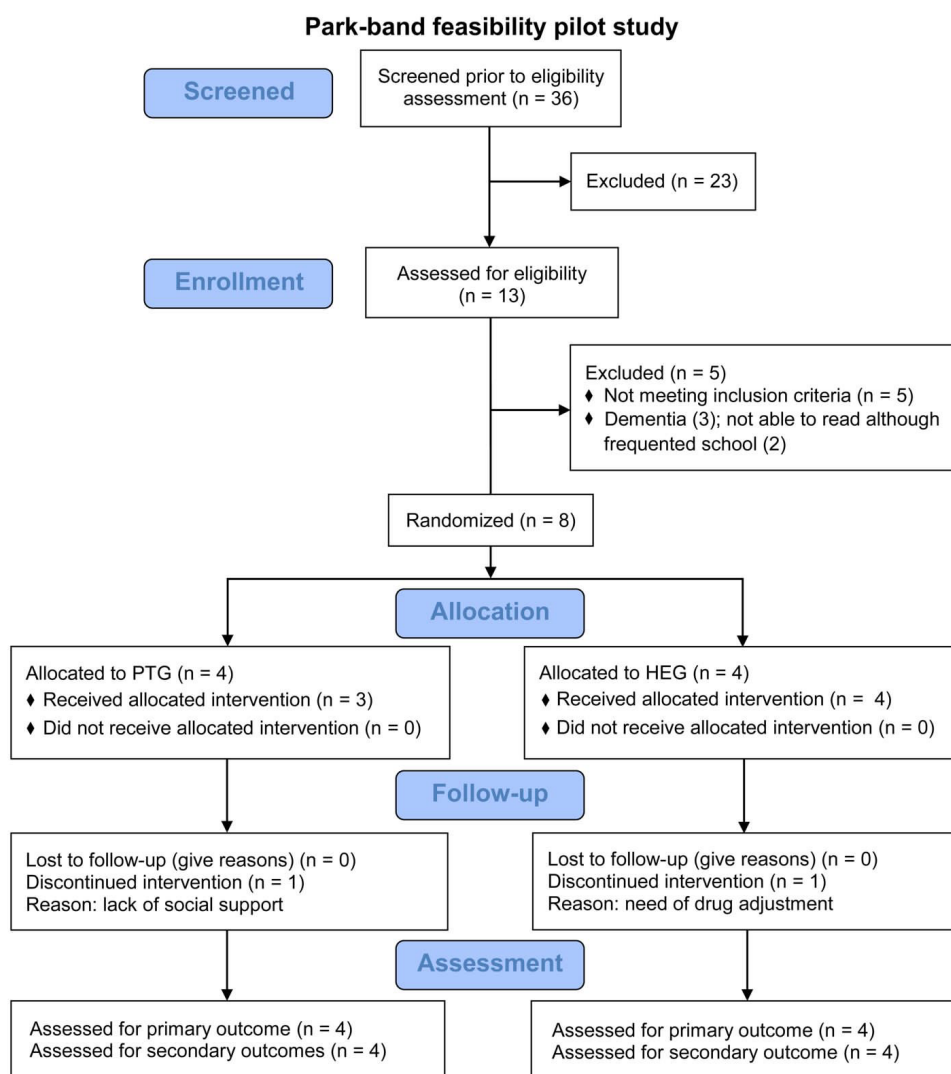 Park-band feasibility pilot study
Screened
Screened prior to eligibility
assessment (n = 36)
Excluded (n = 23)
Enrollment
Assessed for eligibility
(n = 13)
Excluded (n = 5)
♦ Not meeting inclusion criteria (n = 5)
♦ Dementia (3); not able to read although
frequented school (2)
Randomized (n = 8)
Allocation
Allocated to PTG (n = 4)
♦ Received allocated intervention (n = 3)
♦ Did not receive allocated intervention (n = 0)
Allocated to HEG (n = 4)
♦ Received allocated intervention (n =  4)
♦ Did not receive allocated intervention (n = 0)
Follow-up
Lost to follow-up (give reasons) (n = 0)
Discontinued intervention (n = 1)
Reason: lack of social support
Lost to follow-up (give reasons) (n = 0)
Discontinued intervention (n = 1)
Reason: need of drug adjustment
Assessment
Assessed for primary outcome (n = 4)
Assessed for secondary outcomes (n = 4)
Assessed for primary outcome (n = 4)
Assessed for secondary outcome (n = 4)